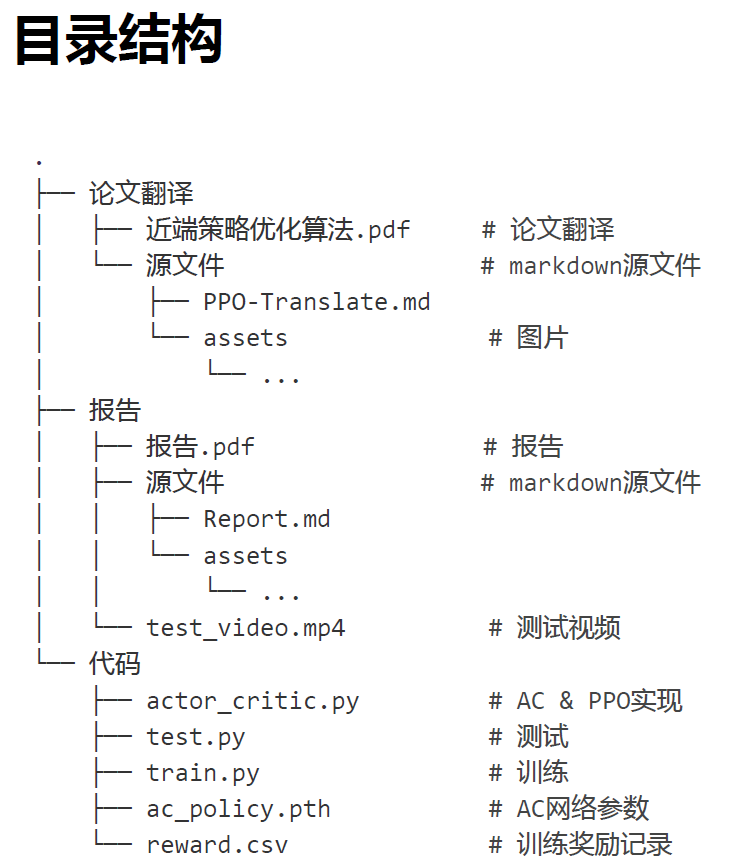 目录结构
.
├── 论文翻译
│   ├── 近端策略优化算法.pdf     # 论文翻译
│   └── 源文件                  # markdown源文件
│       ├── PPO-Translate.md
│       └── assets              # 图片
│           └── ...
├── 报告
│   ├── 报告.pdf                # 报告
│   ├── 源文件                  # markdown源文件
│   │   ├── Report.md
│   │   └── assets
│   │       └── ...
│   └── test_video.mp4          # 测试视频
└── 代码
    ├── actor_critic.py         # AC & PPO实现
    ├── test.py                 # 测试
    ├── train.py                # 训练
    ├── ac_policy.pth           # AC网络参数
    └── reward.csv              # 训练奖励记录